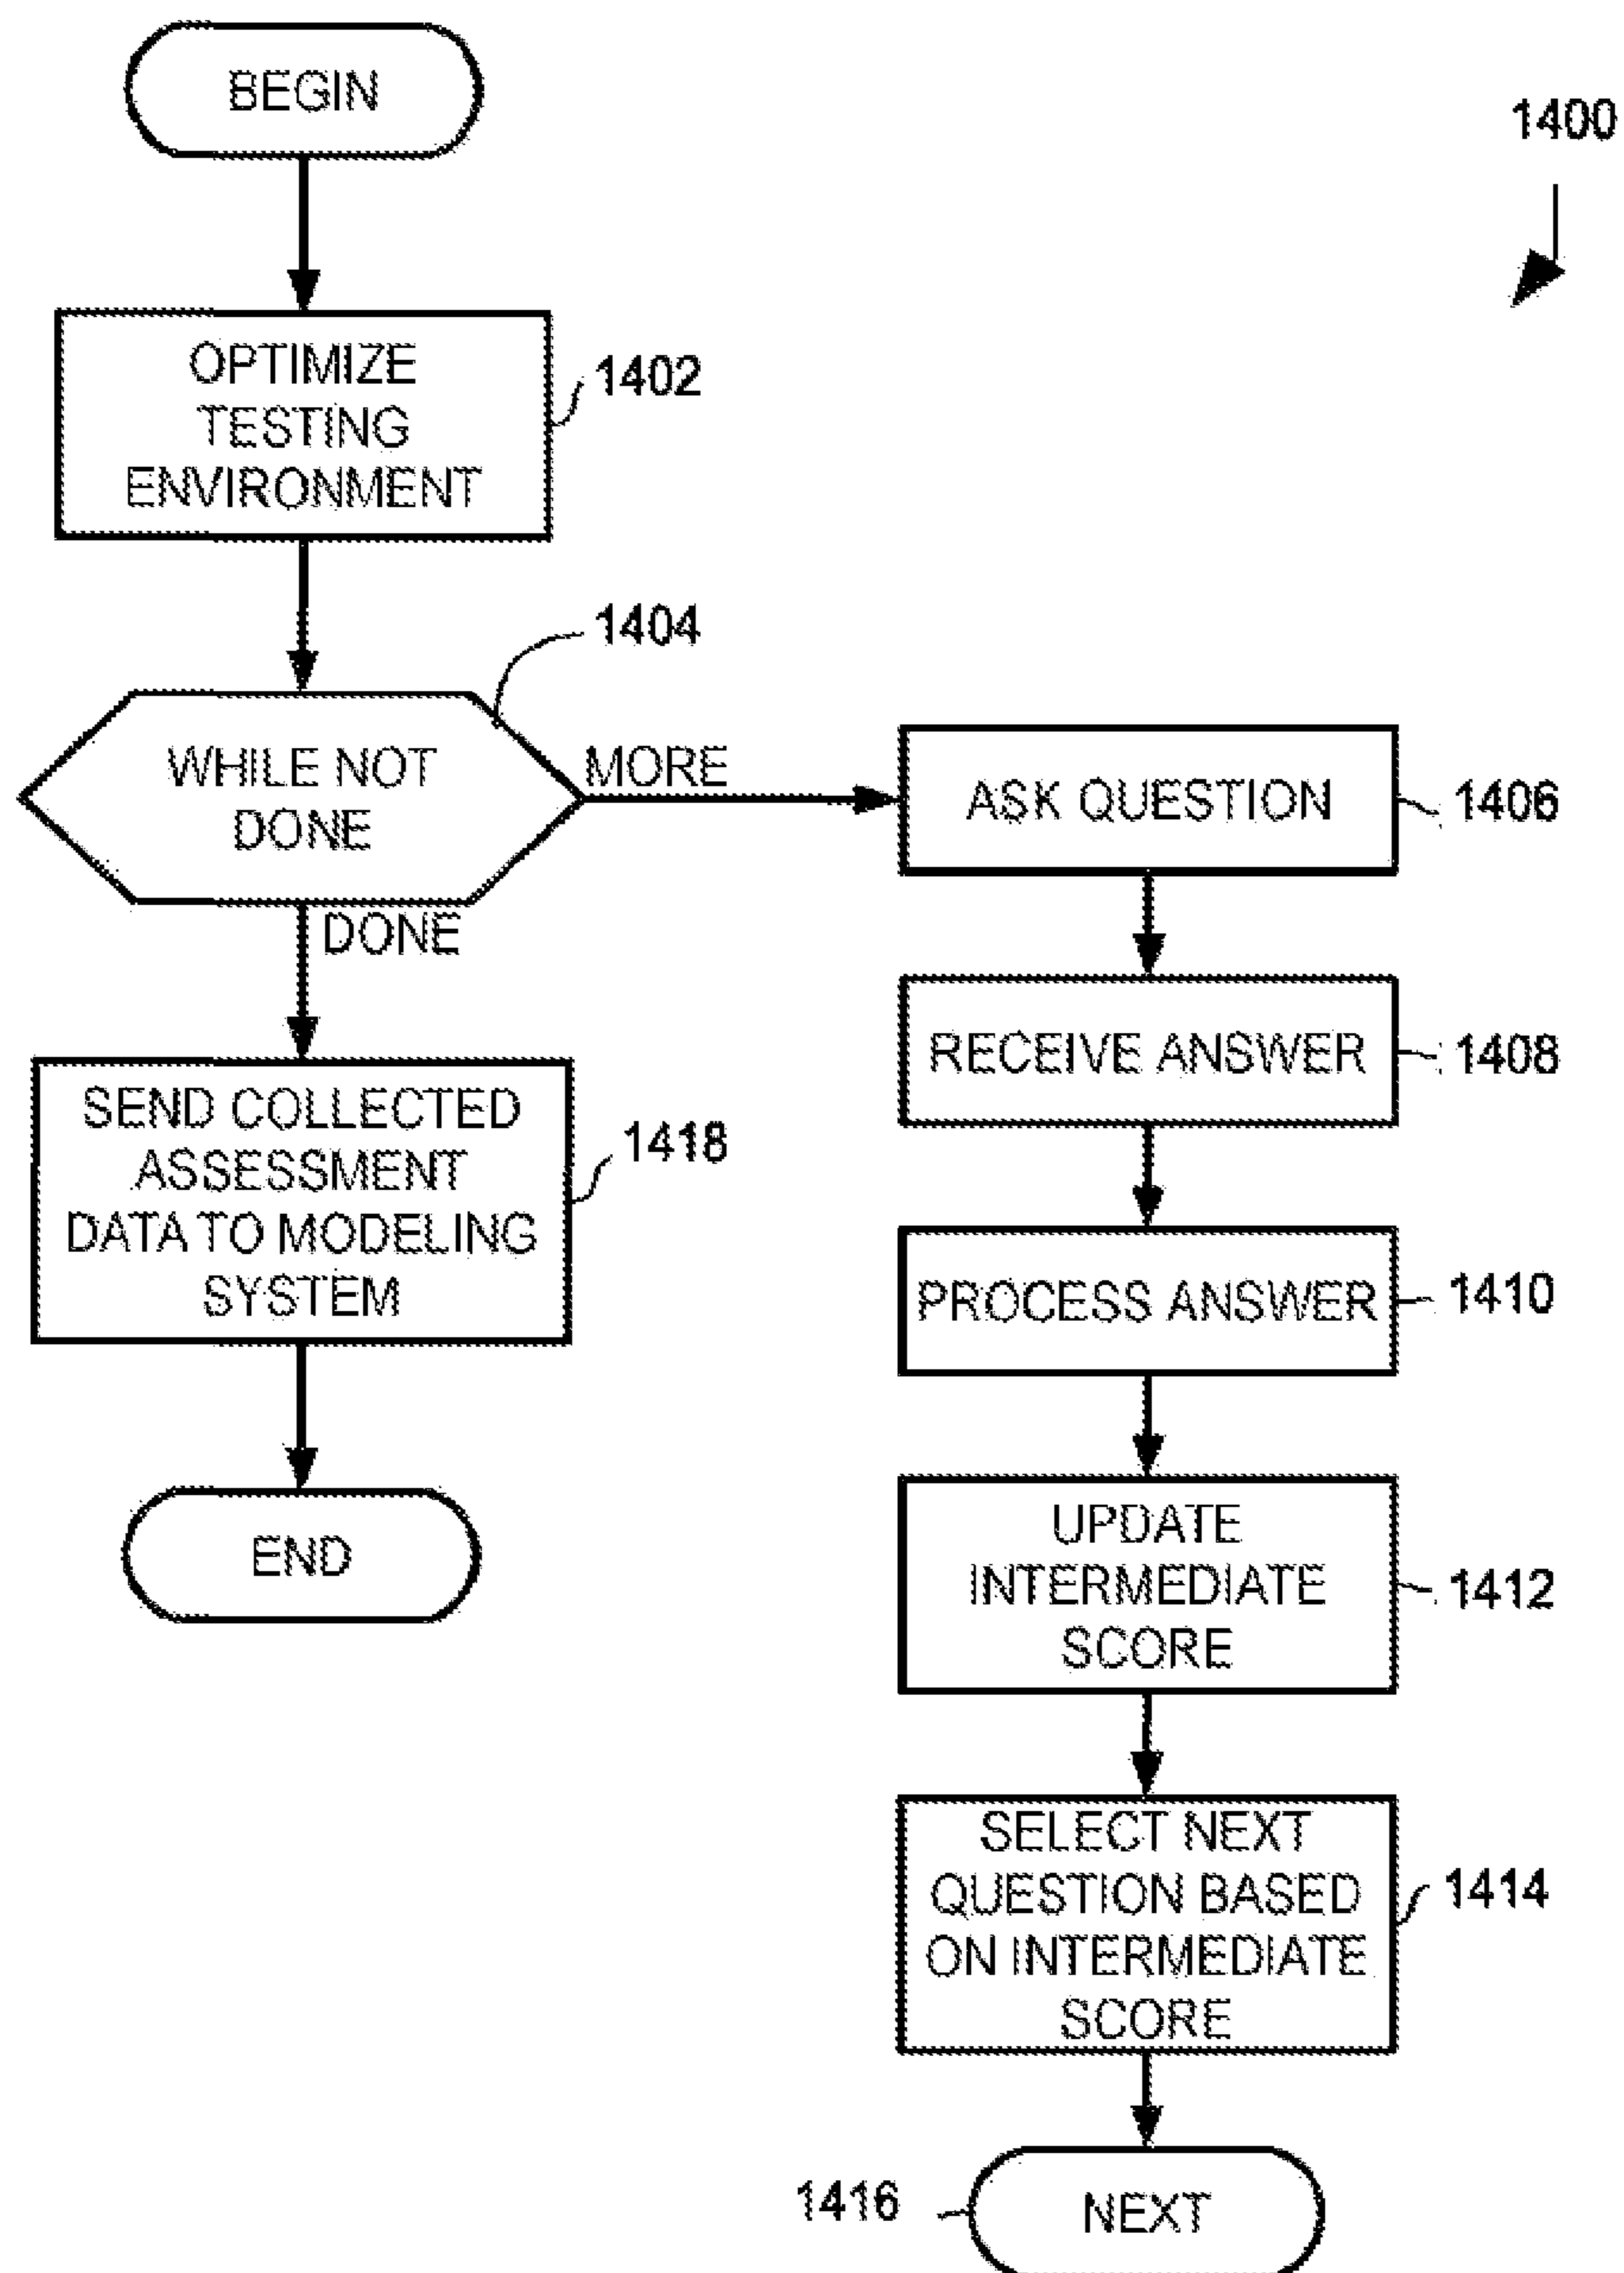 BEGIN
1400
OPTIMIZE
TESTING
ENVIRONMENT
1402
1404
WHILE NOT
DONE
MORE
DONE
ASK QUESTION
1406
RECEIVE ANSWER
1408
PROCESS ANSWER
1410
UPDATE
INTERMEDIATE
SCORE
1412
SELECT NEXT
QUESTION BASED
ON INTERMEDIATE
SCORE
1414
1416
NEXT
SEND COLLECTED
ASSESSMENT
DATA TO MODELING
SYSTEM
1418
END